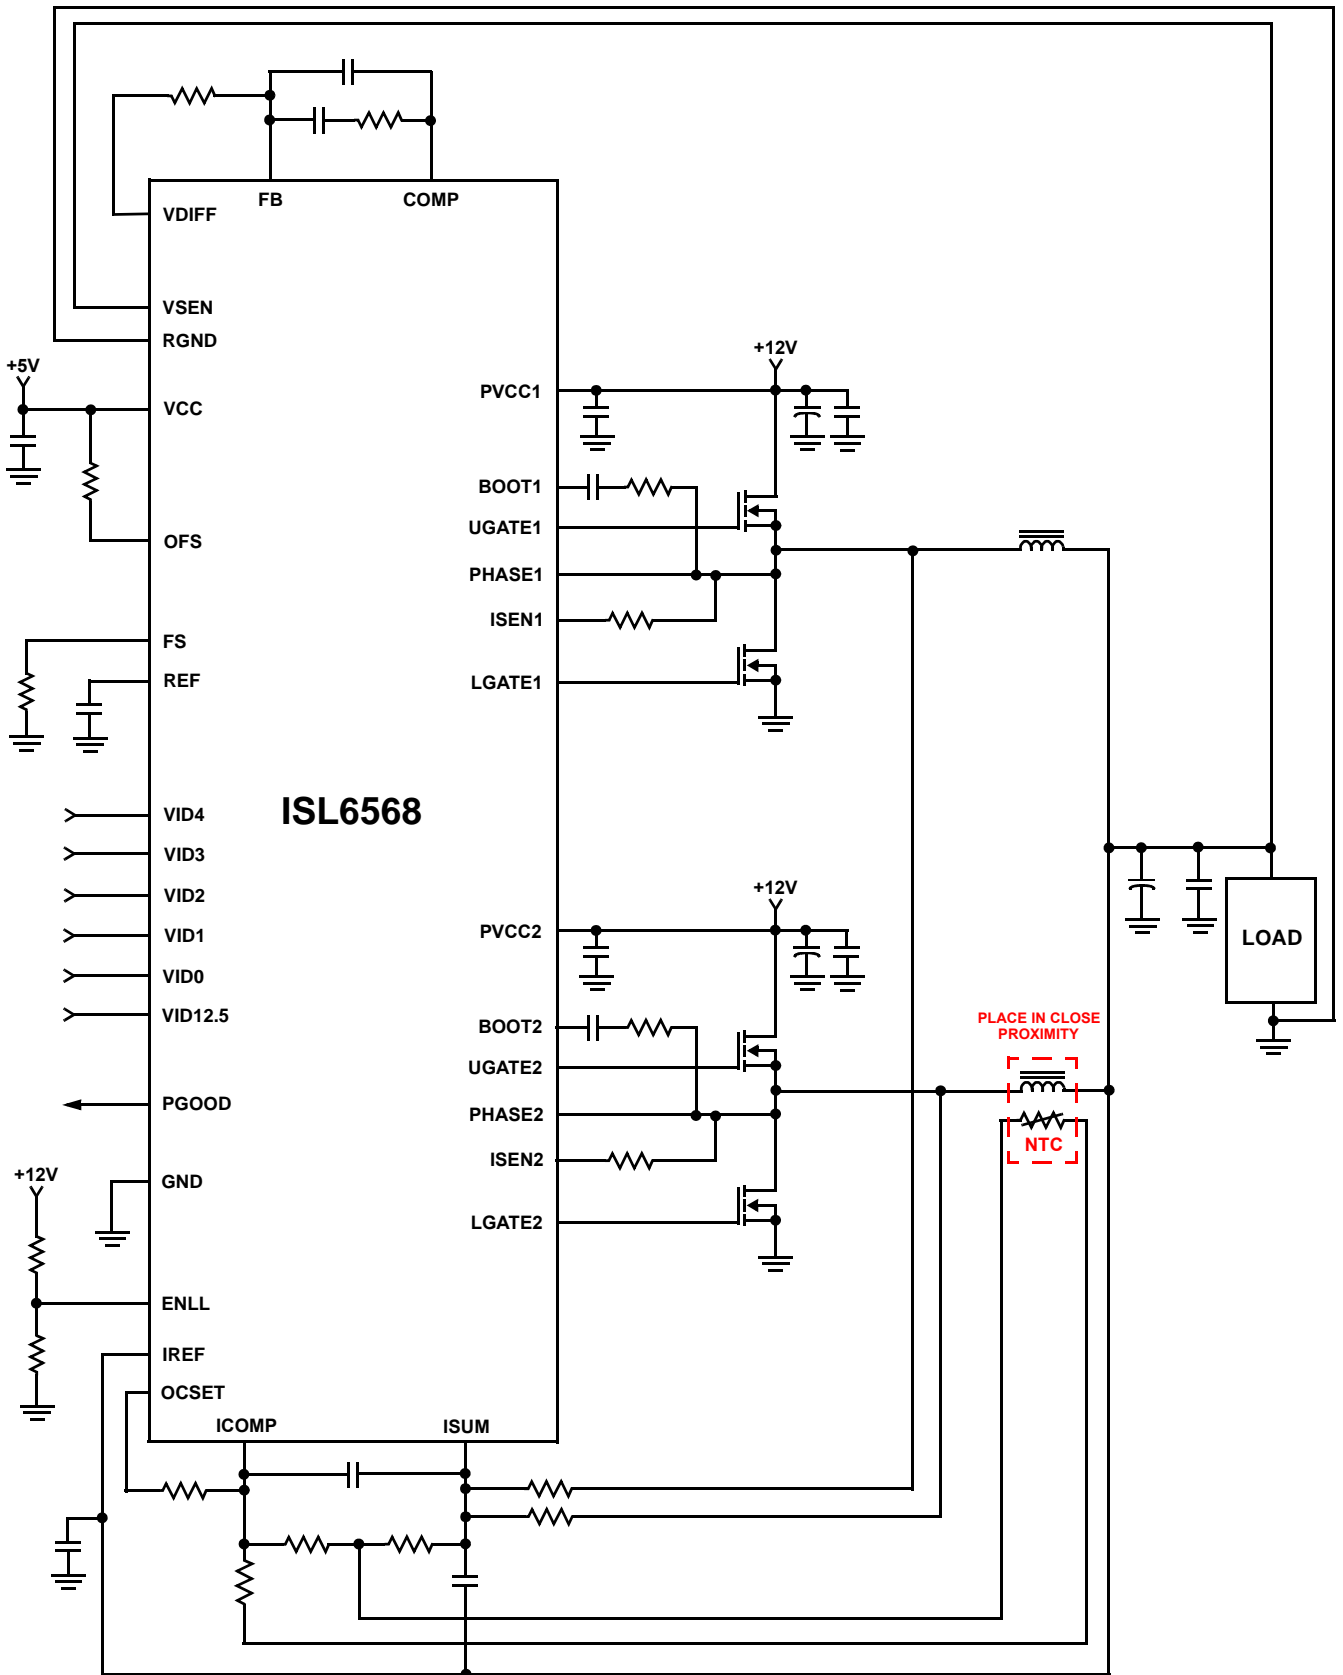 FB
COMP
VDIFF
VSEN
RGND
+5V
VCC
OFS
FS
REF
ISL6568
VID4
VID3
VID2
VID1
VID0
VID12.5
PGOOD
+12V
GND
ENLL
IREF
OCSET
ICOMP
ISUM
+12V
PVCC1
BOOT1
UGATE1
PHASE1
ISEN1
LGATE1
+12V
PVCC2
BOOT2
UGATE2
PHASE2
ISEN2
LGATE2
LOAD
PLACE IN CLOSE
PROXIMITY
NTC